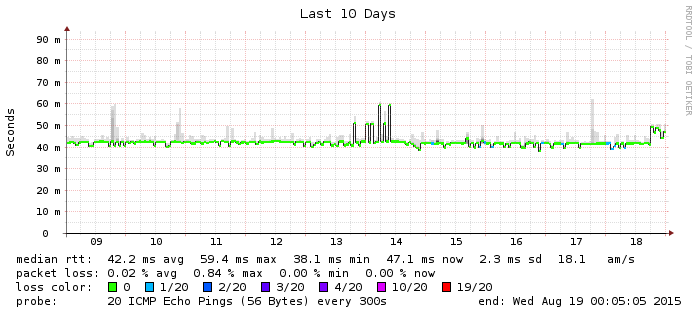 Last 10 Days
RRDTOOL / TOBI OETIKER
Seconds
90 m
80 m
70 m
60 m
50 m
40 m
30 m
20 m
10 m
0
09 10 11 12 13 14 15 16 17 18
median rtt: 42.2 ms avg 59.4 ms max 38.1 ms min 47.1 ms now 2.3 ms sd 18.1 am/s
packet loss: 0.02 % avg 0.84 % max 0.00 % min 0.00 % now
loss color: 0 1/20 2/20 3/20 4/20 10/20 19/20
probe: 20 ICMP Echo Pings (56 Bytes) every 300s end: Wed Aug 19 00:05:05 2015